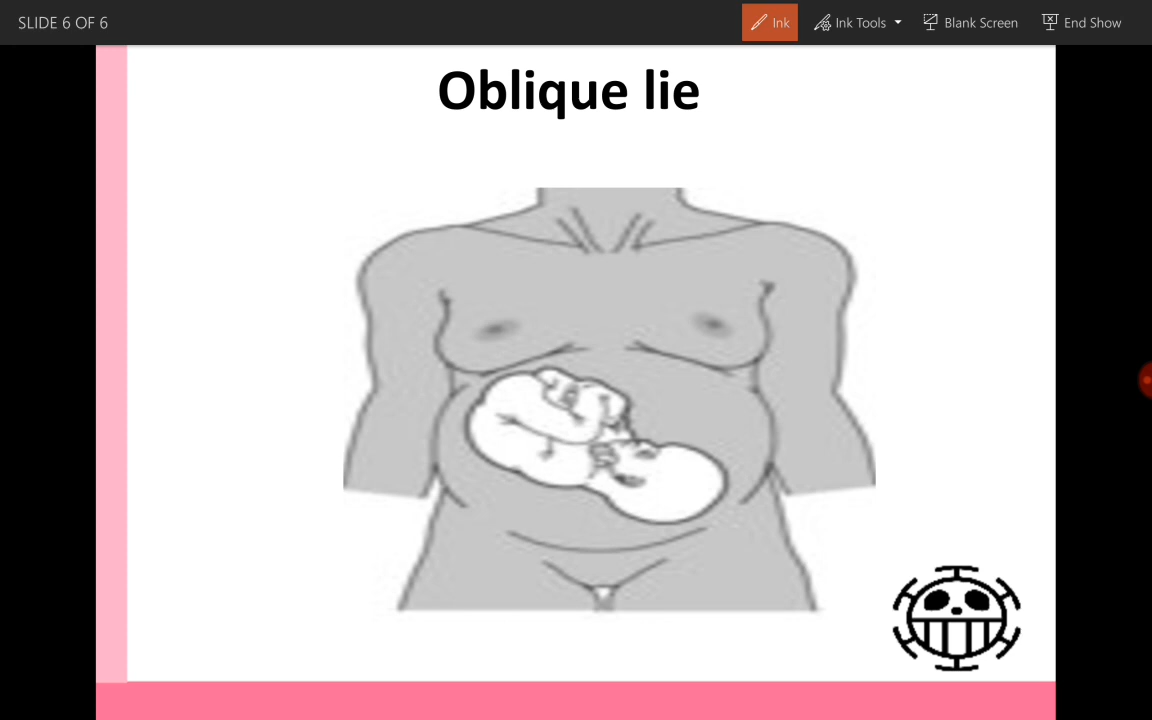 SLIDE 6 OF 6
Ink
Ink Tools
Blank Screen
End Show
Oblique lie